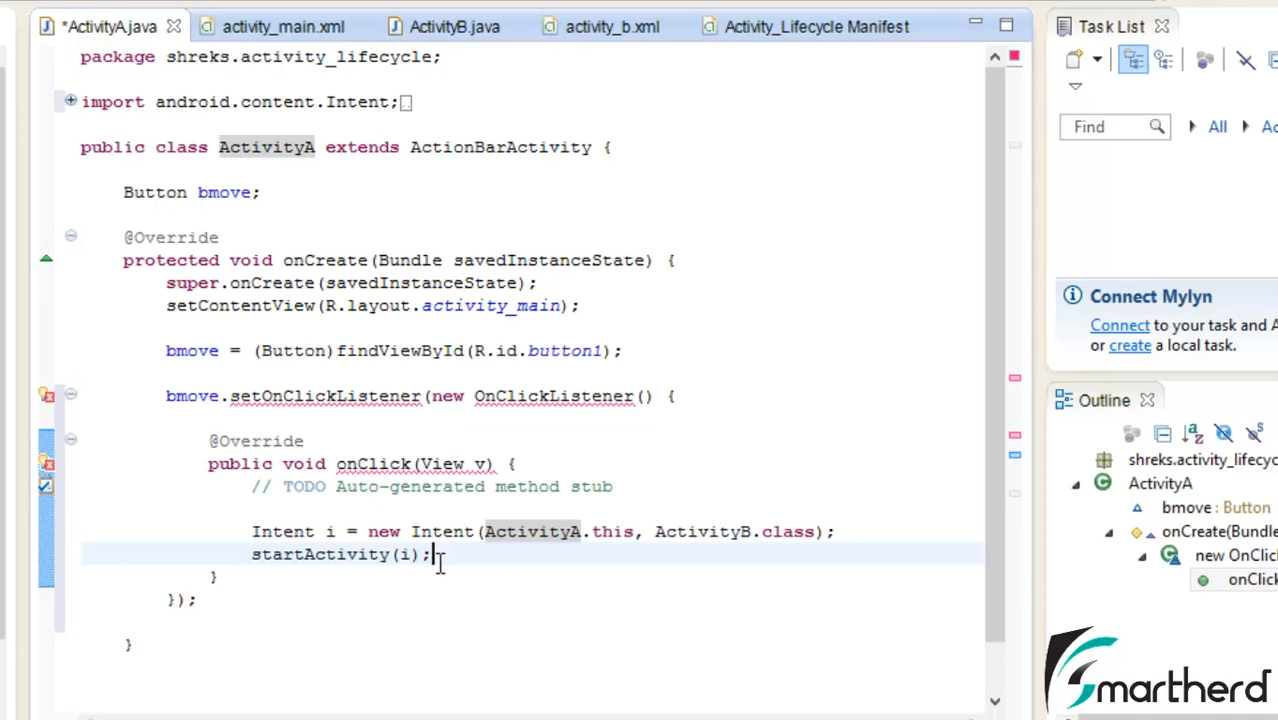 *ActivityA.java activity_main.xml ActivityB.java activity_b.xml Activity_Lifecycle Manifest
package shreks.activity_lifecycle;
import android.content.Intent;
public class ActivityA extends ActionBarActivity {
Button bmove;
@Override
protected void onCreate(Bundle savedInstanceState) {
super.onCreate(savedInstanceState);
setContentView(R.layout.activity_main);
bmove = (Button)findViewById(R.id.button1);
bmove.setOnClickListener(new OnClickListener() {
@Override
public void onClick(View v) {
// TODO Auto-generated method stub
Intent i = new Intent(ActivityA.this, ActivityB.class);
startActivity(i);
}
});
}
Task List
Find All Ac
Connect Mylyn
Connect to your task and A
or create a local task.
Outline
shreks.activity_lifecyc
ActivityA
bmove : Button
onCreate(Bundle
new OnClic
onClick
Smartherd